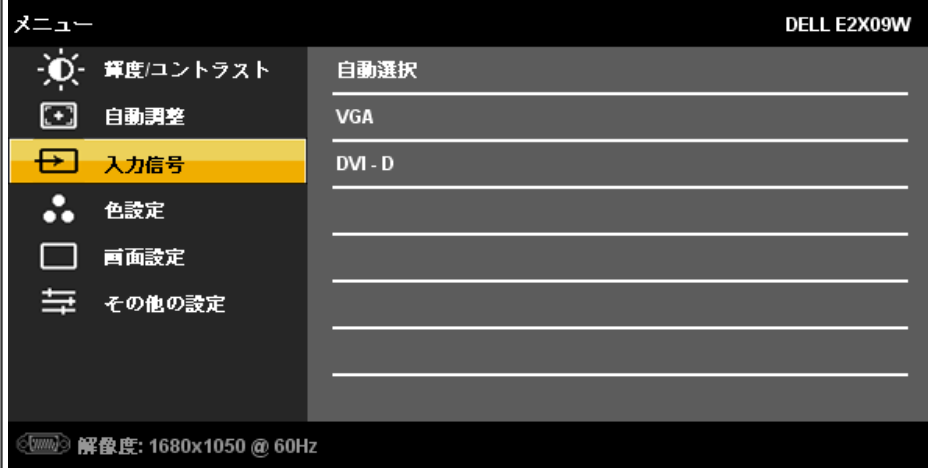 メニュー DELL E2X09W
輝度/コントラスト 自動選択
自動調整 VGA
入力信号 DVI - D
色設定
画面設定
その他の設定
解像度: 1680x1050 @ 60Hz